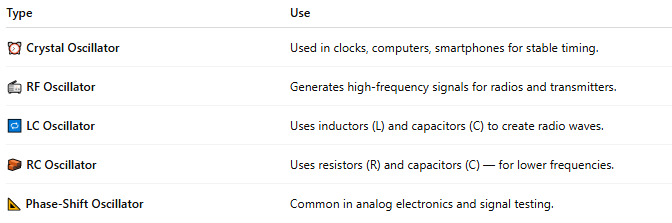 Type Use
Crystal Oscillator Used in clocks, computers, smartphones for stable timing.
RF Oscillator Generates high-frequency signals for radios and transmitters.
LC Oscillator Uses inductors (L) and capacitors (C) to create radio waves.
RC Oscillator Uses resistors (R) and capacitors (C) — for lower frequencies.
Phase-Shift Oscillator Common in analog electronics and signal testing.